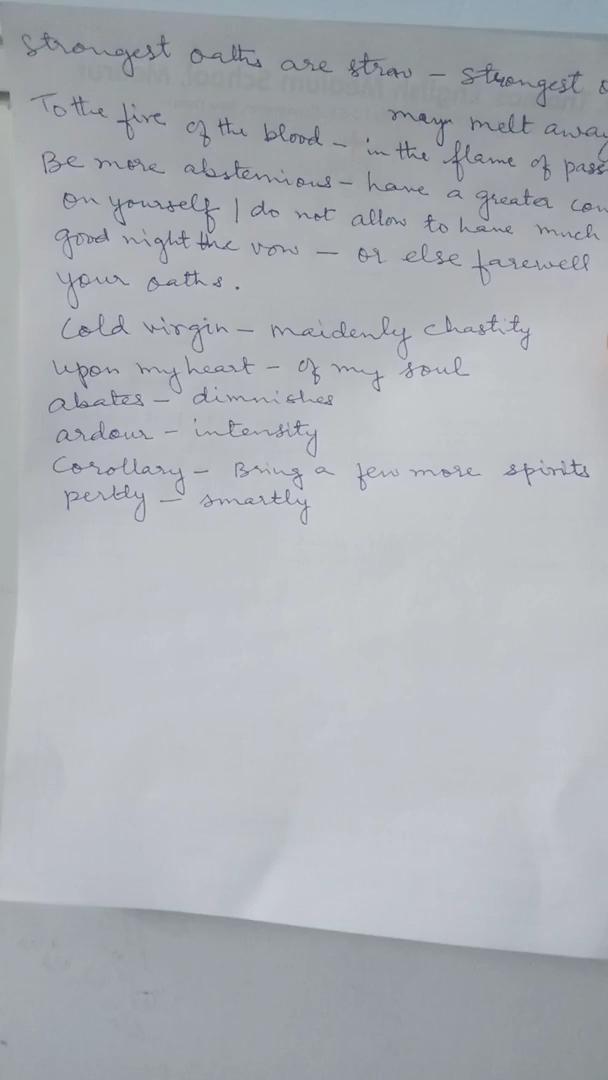 strongest oaths are straw - strongest
may melt away
To the fire of the blood - in the flame of
Be more abstemious - have a greater
on yourself / do not allow to have much
good night the vow - or else farewell
your oaths.
Cold virgin - maidenly chastity
upon my heart - of my soul
abates - dimnishes
ardour - intensity
Corollary - Bring a few more spirits
pertly - smartly